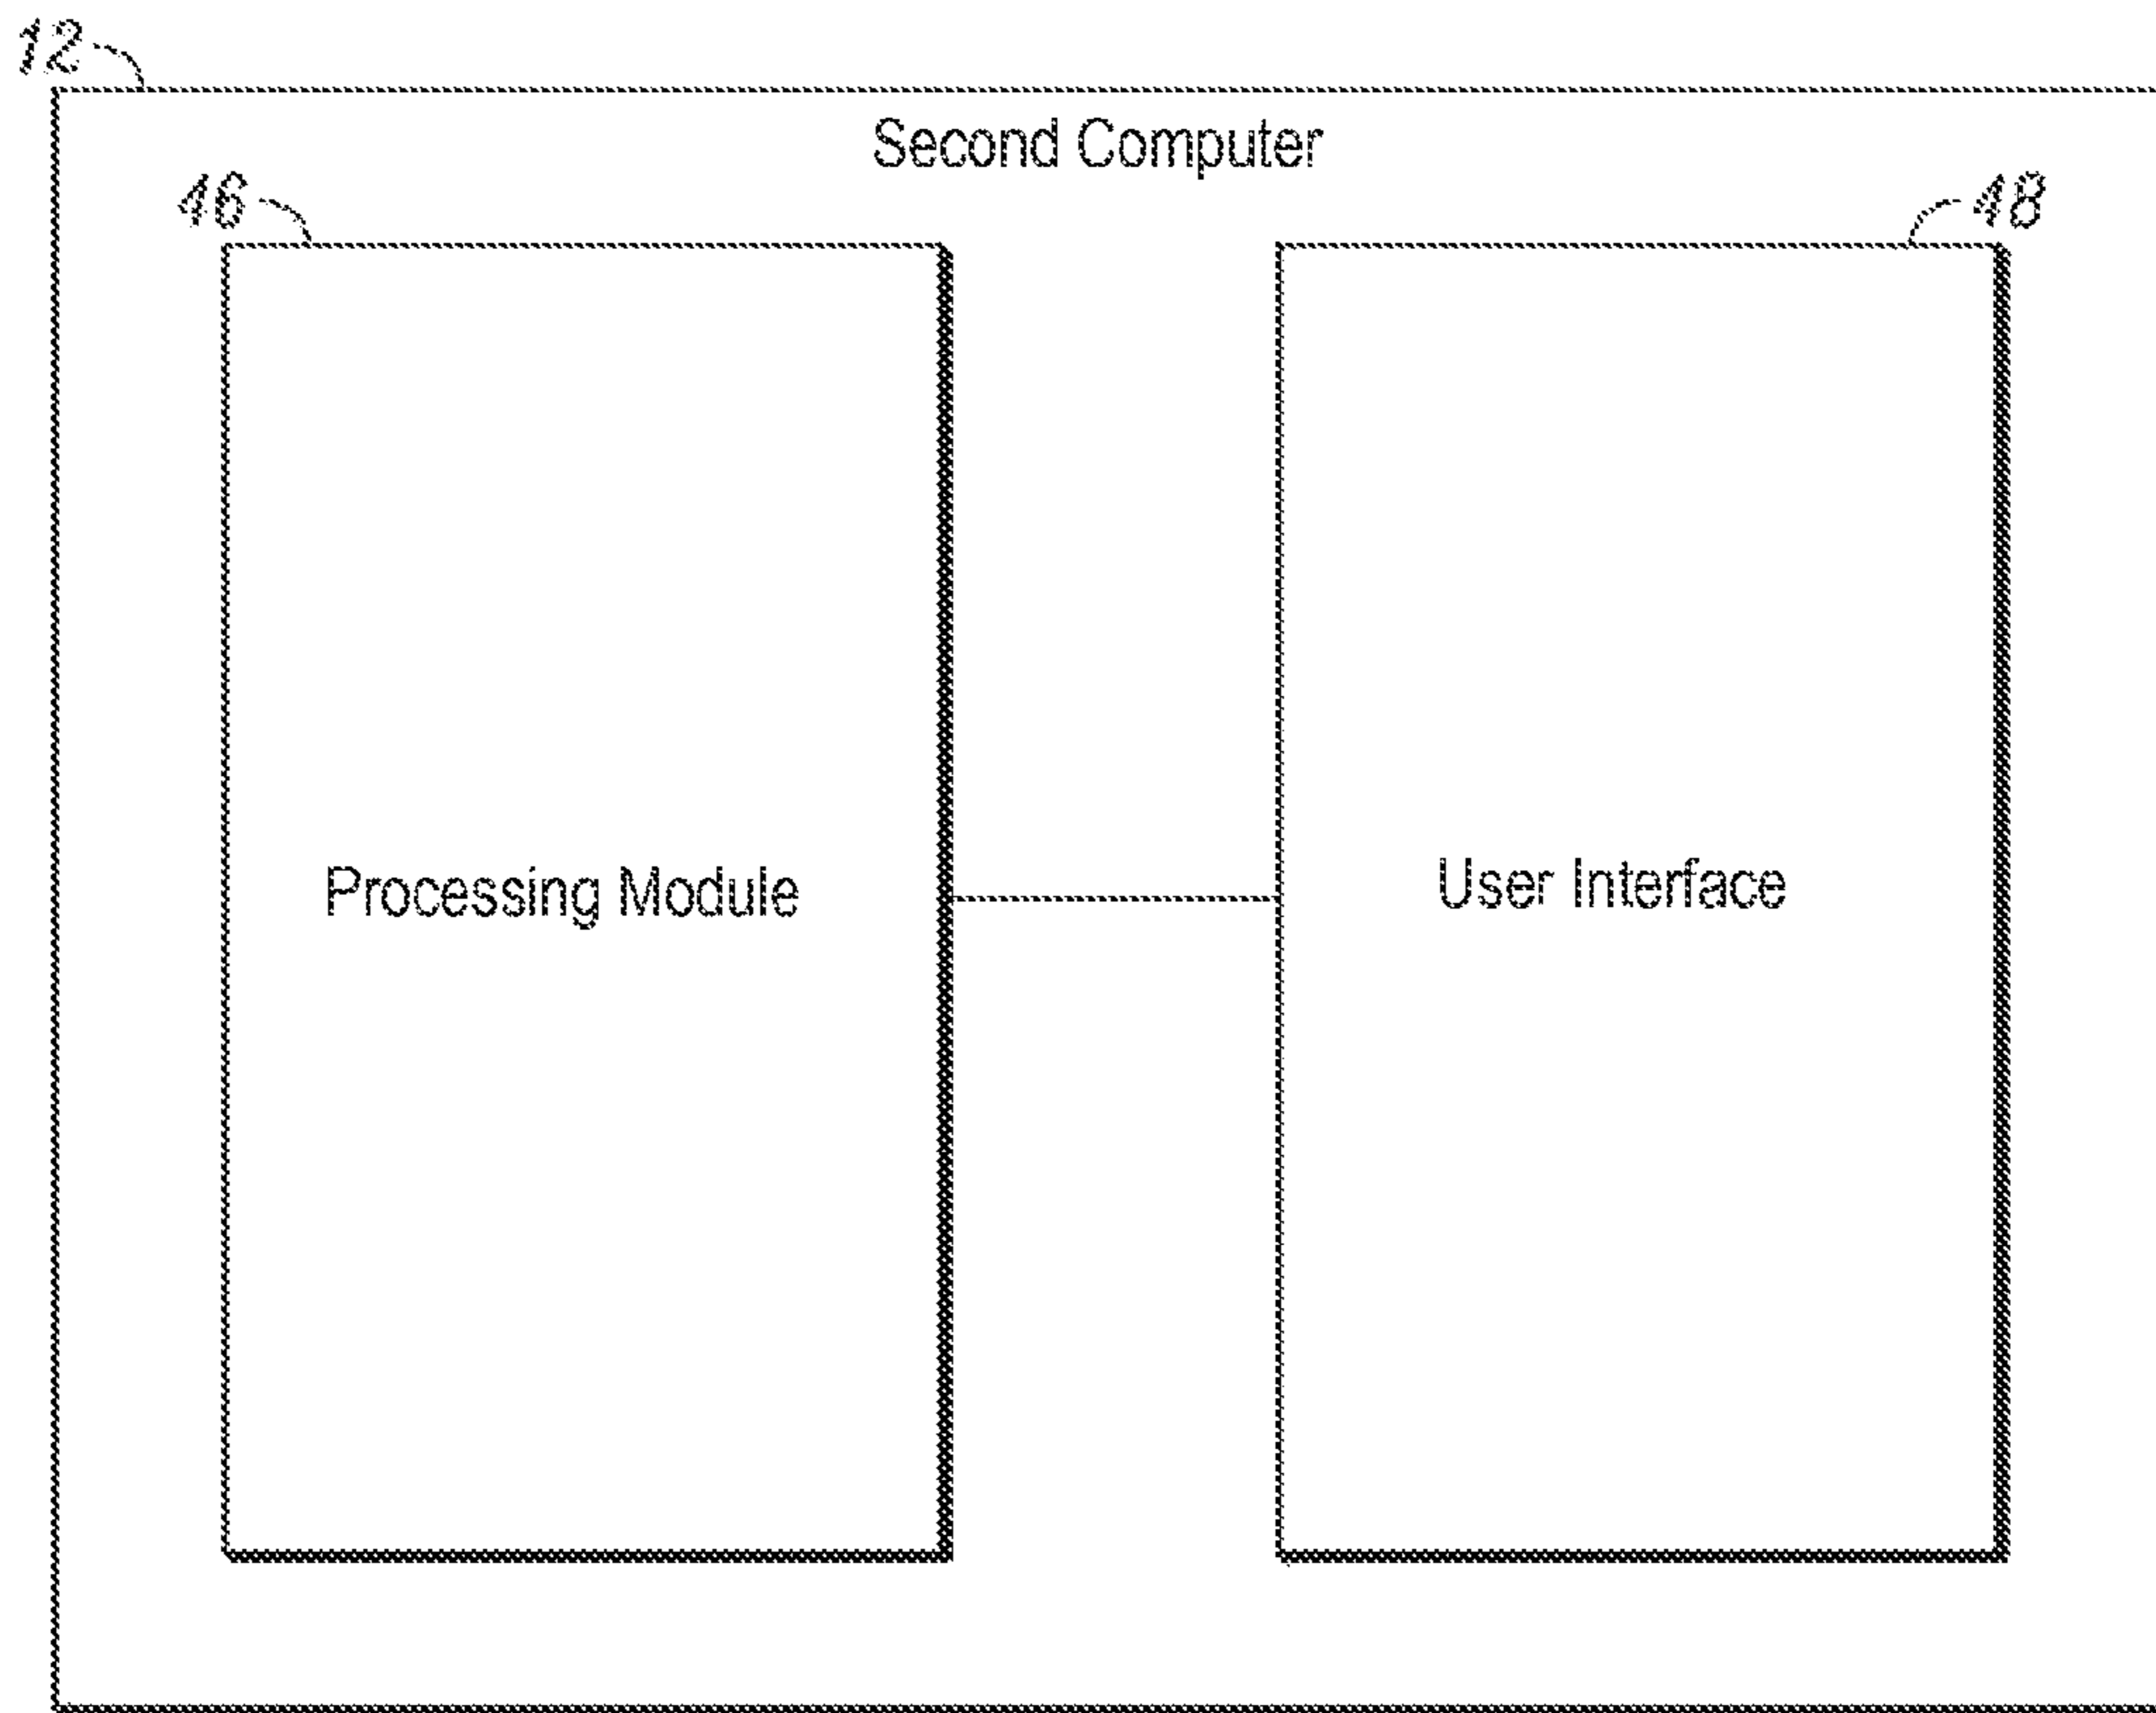 12
Second Computer
46
48
Processing Module
User Interface